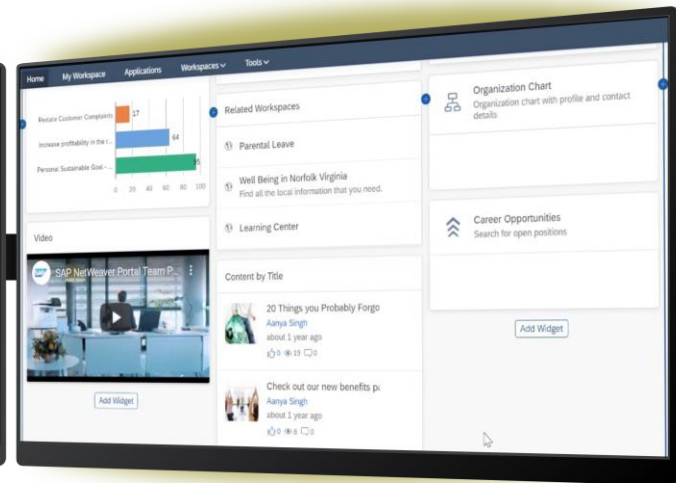 Home
My Workspace
Applications
Workspaces
Tools
Reduce Customer Complaints
17
Increase profitability in the r...
64
Personal Sustainable Goal - ...
95
0 20 40 60 80 100
Video
SAP
SAP NetWeaver Portal Team P...
Add Widget
Related Workspaces
Parental Leave
Well Being in Norfolk Virginia
Find all the local information that you need.
Learning Center
Content by Title
20 Things you Probably Forgo
Aanya Singh
about 1 year ago
0 19 0
Check out our new benefits pa
Aanya Singh
about 1 year ago
0 8 0
Organization Chart
Organization chart with profile and contact
details
Career Opportunities
Search for open positions
Add Widget